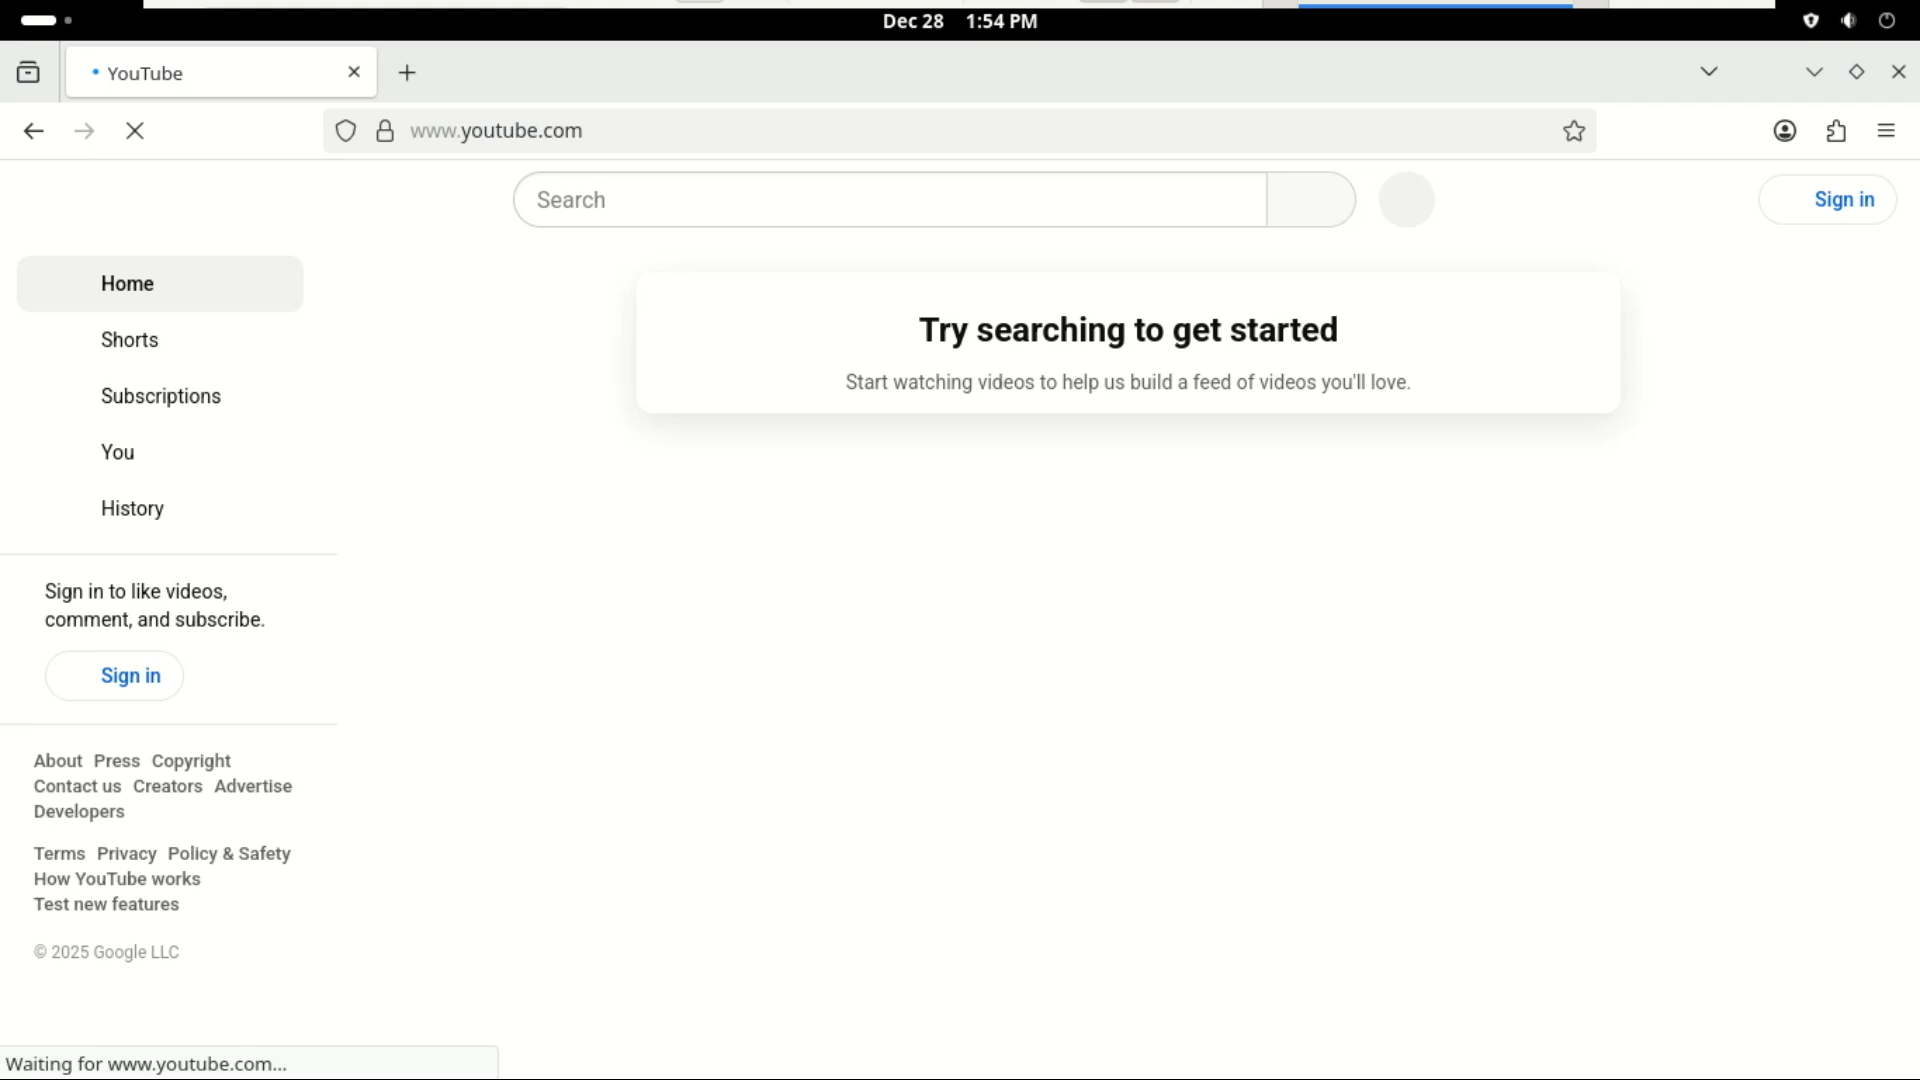 Dec 28 1:54 PM
YouTube
www.youtube.com
Search
Sign in
Home
Shorts
Subscriptions
You
History
Try searching to get started
Start watching videos to help us build a feed of videos you'll love.
Sign in to like videos,
comment, and subscribe.
Sign in
About Press Copyright
Contact us Creators Advertise
Developers
Terms Privacy Policy & Safety
How YouTube works
Test new features
© 2025 Google LLC
Waiting for www.youtube.com...